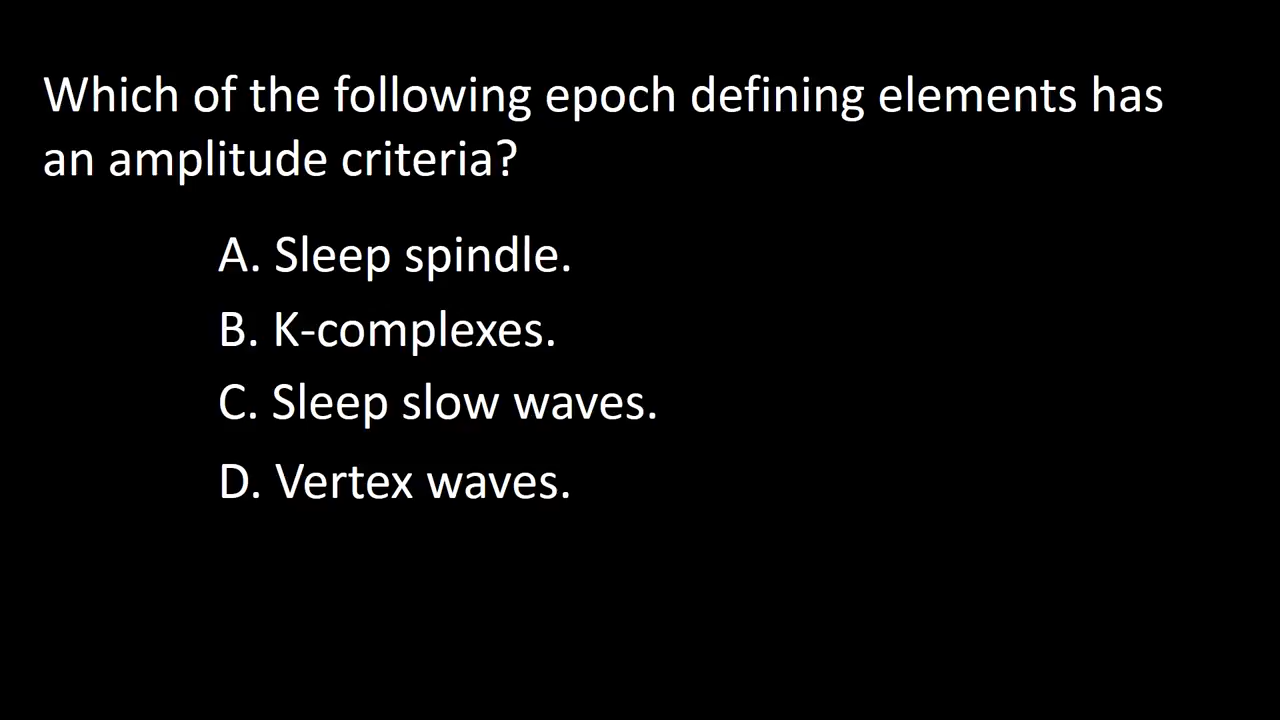 Which of the following epoch defining elements has
an amplitude criteria?
A. Sleep spindle.
B. K-complexes.
C. Sleep slow waves.
D. Vertex waves.